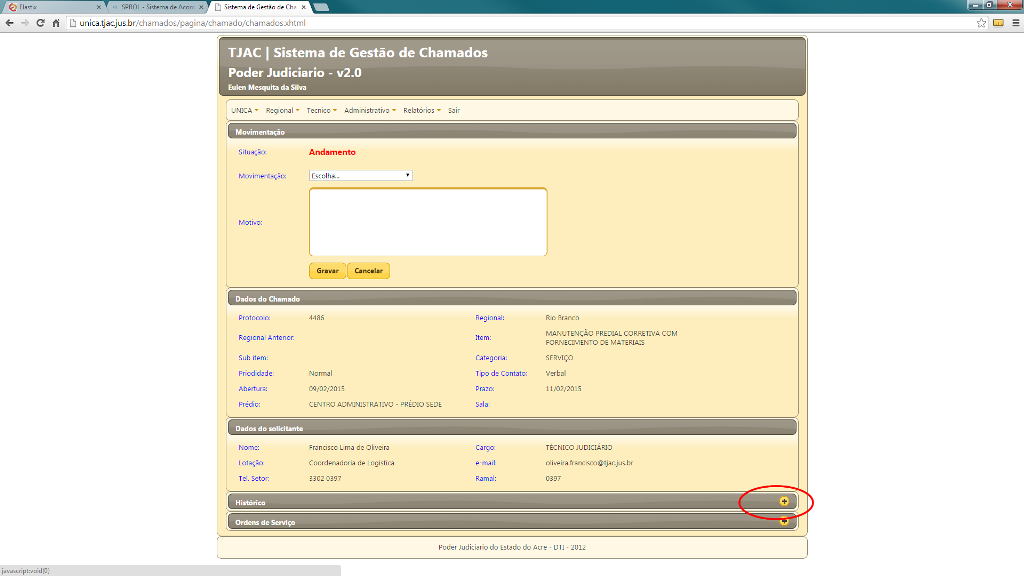 Elastix
SPROL - Sistema de Acom
Sistema de Gestão de Cha
unica.tjac.jus.br/chamados/pagina/chamado/chamados.xhtml
TJAC | Sistema de Gestão de Chamados
Poder Judiciario - v2.0
Eulen Mesquita da Silva
UNICA Regional Tecnico Administrativo Relatórios Sair
Movimentação
Situação: Andamento
Movimentação: Escolha...
Motivo:
Gravar Cancelar
Dados do Chamado
Protocolo: 4486 Regional: Rio Branco
Regional Anterior: Item: MANUTENÇÃO PREDIAL CORRETIVA COM
FORNECIMENTO DE MATERIAIS
Sub item: Categoria: SERVIÇO
Priodidade: Normal Tipo de Contato: Verbal
Abertura: 09/02/2015 Prazo: 11/02/2015
Prédio: CENTRO ADMINISTRATIVO - PRÉDIO SEDE Sala:
Dados do solicitante
Nome: Francisco Lima de Oliveira Cargo: TÉCNICO JUDICIÁRIO
Lotação: Coordenadoria de Logística e-mail: oliveira.francisco@tjac.jus.br
Tel. Setor: 3302 0397 Ramal: 0397
Histórico
Ordens de Serviço
Poder Judiciario do Estado do Acre - DTI - 2012
javascript:void(0)